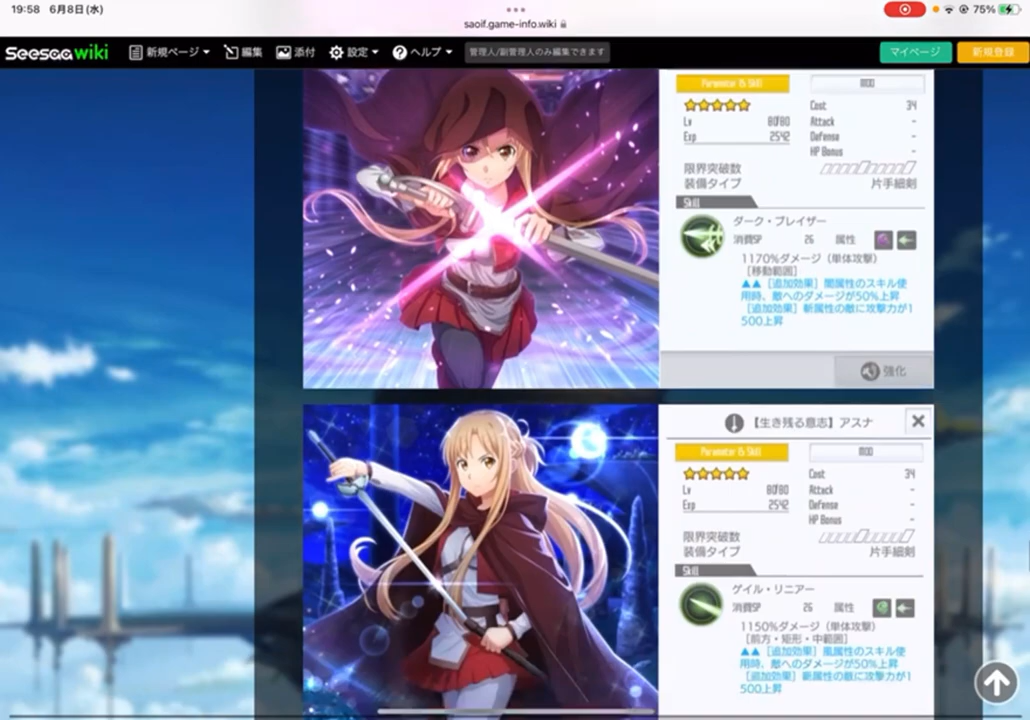 19:58 6月8日(水)
75%
saoif.game-info.wiki
Seesaa wiki
新規ページ
編集
添付
設定
ヘルプ
管理人/副管理人のみ編集できます
マイページ
新規登録
Parameter & Skill
MOD
Cost 34
Lv 80/80
Attack -
Exp 2542
Defense -
HP Bonus -
限界突破数
装備タイプ 片手細剣
Skill
ダーク・ブレイザー
消費SP 26 属性
1170%ダメージ（単体攻撃）
［移動範囲］
▲▲［追加効果］闇属性のスキル使
用時、敵へのダメージが50%上昇
［追加効果］斬属性の敵に攻撃力が1
500上昇
強化
【生き残る意志】アスナ
Parameter & Skill
MOD
Cost 34
Lv 80/80
Attack -
Exp 2542
Defense -
HP Bonus -
限界突破数
装備タイプ 片手細剣
Skill
ゲイル・リニアー
消費SP 26 属性
1150%ダメージ（単体攻撃）
［前方・矩形・中範囲］
▲▲［追加効果］風属性のスキル使
用時、敵へのダメージが50%上昇
［追加効果］斬属性の敵に攻撃力が1
500上昇